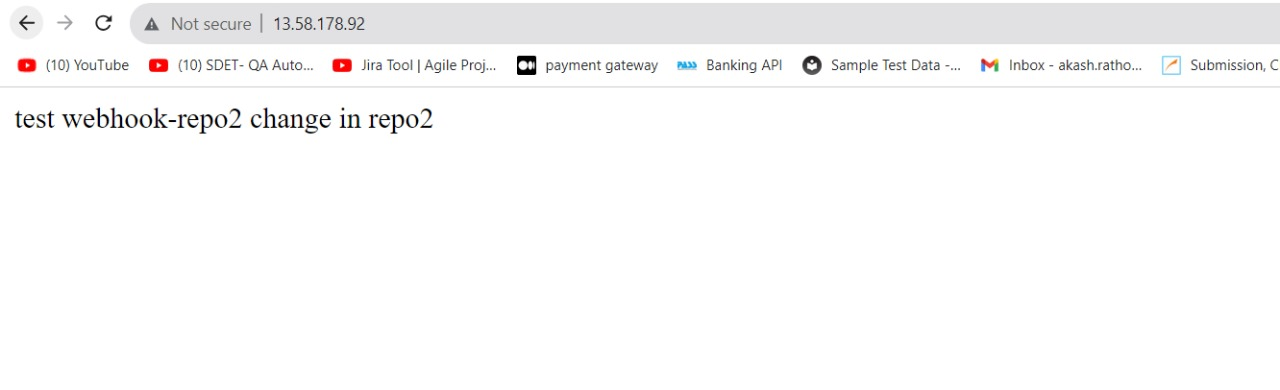 Not secure | 13.58.178.92
(10) YouTube (10) SDET- QA Auto... Jira Tool | Agile Proj... payment gateway PASS Banking API Sample Test Data -... Inbox - akash.ratho... Submission, C
test webhook-repo2 change in repo2